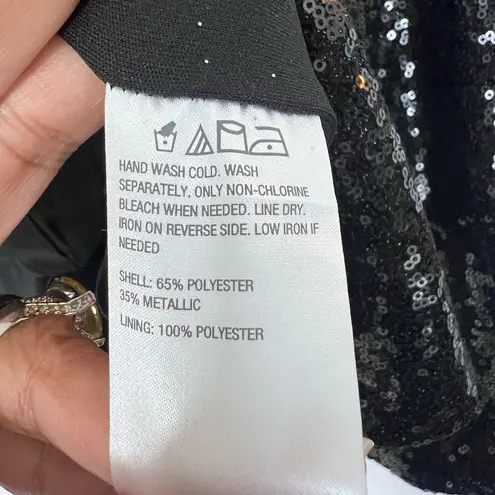 HAND WASH COLD. WASH
SEPARATELY. ONLY NON-CHLORINE
BLEACH WHEN NEEDED. LINE DRY.
IRON ON REVERSE SIDE. LOW IRON IF
NEEDED
SHELL: 65% POLYESTER
35% METALLIC
LINING: 100% POLYESTER